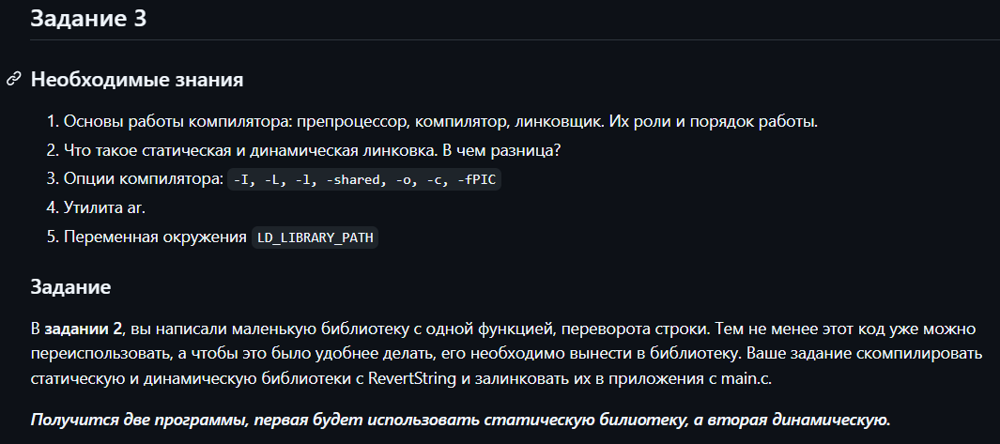 Задание 3
Необходимые знания
1. Основы работы компилятора: препроцессор, компилятор, линковщик. Их роли и порядок работы.
2. Что такое статическая и динамическая линковка. В чем разница?
3. Опции компилятора: -I, -L, -l, -shared, -o, -c, -fPIC
4. Утилита ar.
5. Переменная окружения LD_LIBRARY_PATH
Задание
В задании 2, вы написали маленькую библиотеку с одной функцией, переворота строки. Тем не менее этот код уже можно
переиспользовать, а чтобы это было удобнее делать, его необходимо вынести в библиотеку. Ваше задание скомпилировать
статическую и динамическую библиотеки с RevertString и залинковать их в приложения с main.c.
Получится две программы, первая будет использовать статическую билиотеку, а вторая динамическую.